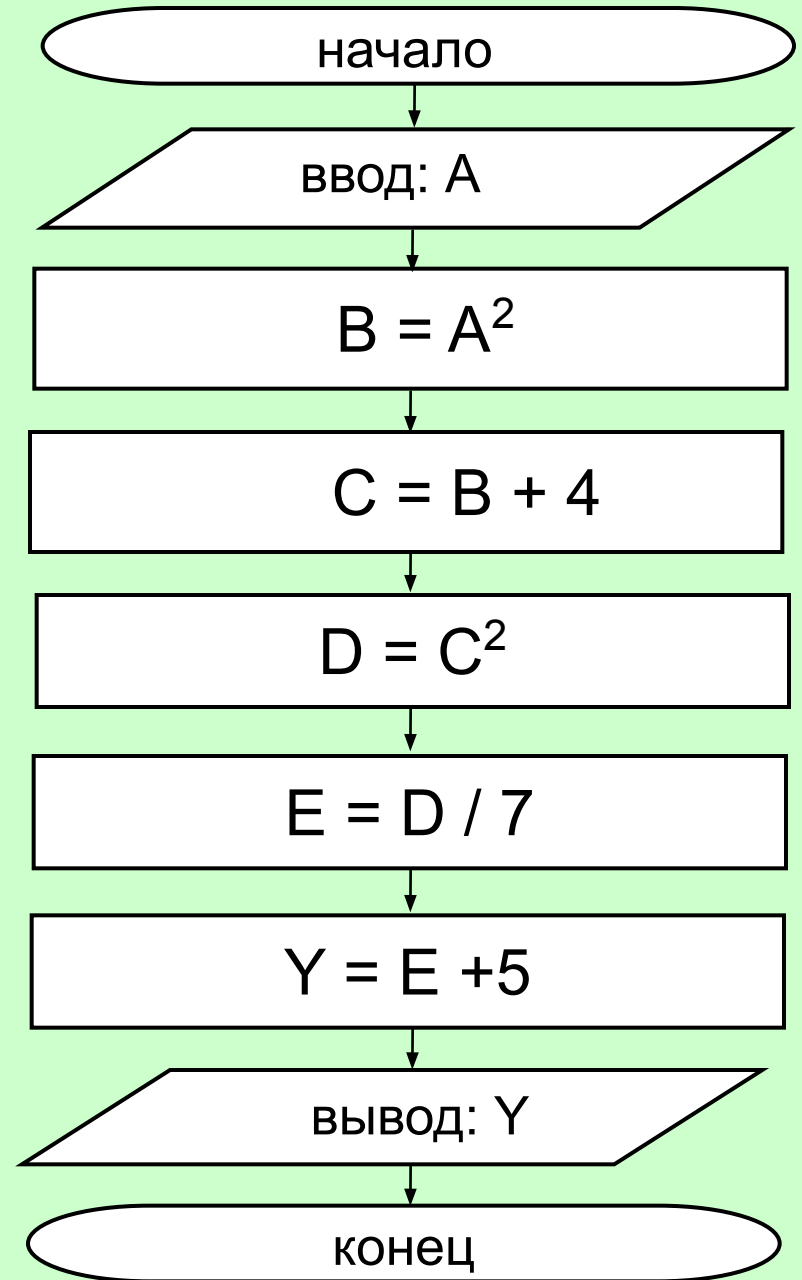 начало
ввод: А
B = A²
C = B + 4
D = C²
E = D / 7
Y = E +5
вывод: Y
конец